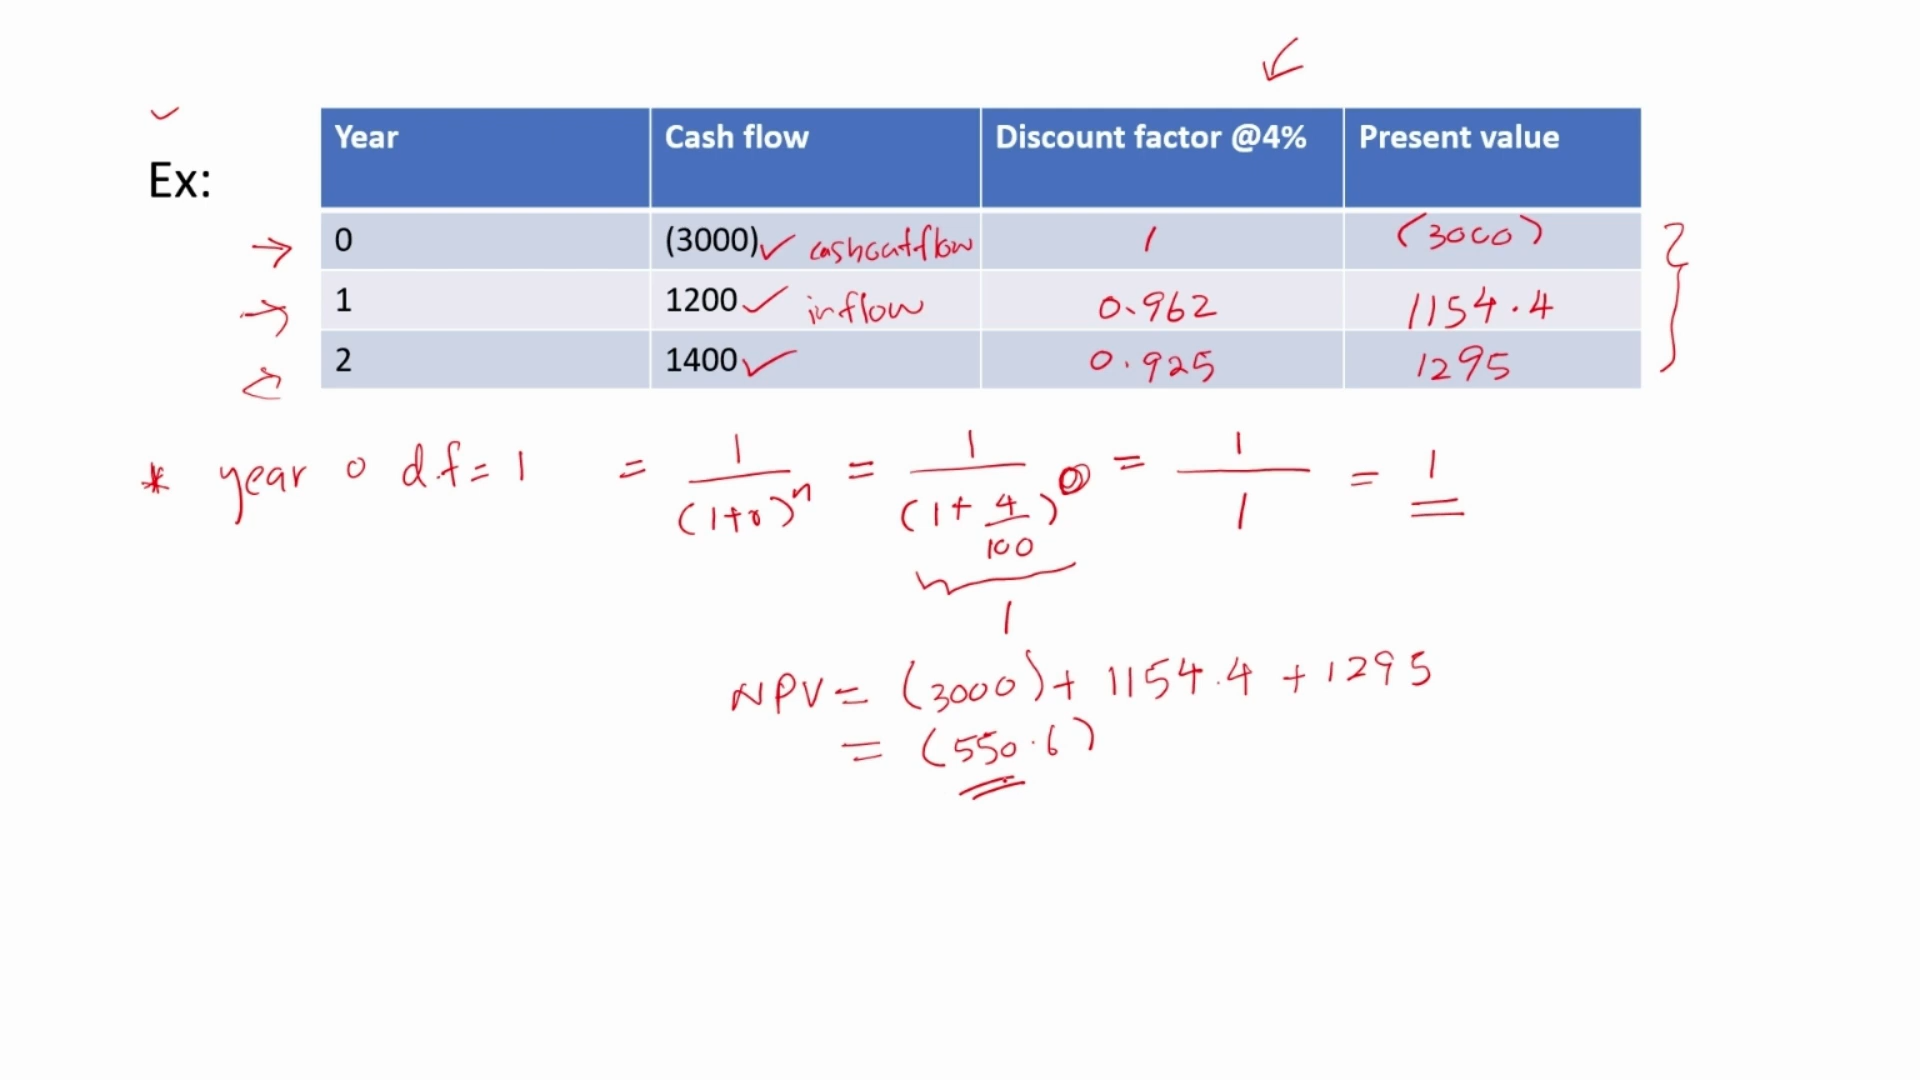 Ex:
Year Cash flow Discount factor @4% Present value
0 (3000) cashoutflow 1 (3000)
1 1200 inflow 0.962 1154.4
2 1400 0.925 1295
* year 0 d.f = 1 = 1/(1+r)^n = 1/(1 + 4/100)^0 = 1/1 = 1
1
NPV = (3000) + 1154.4 + 1295
= (550.6)